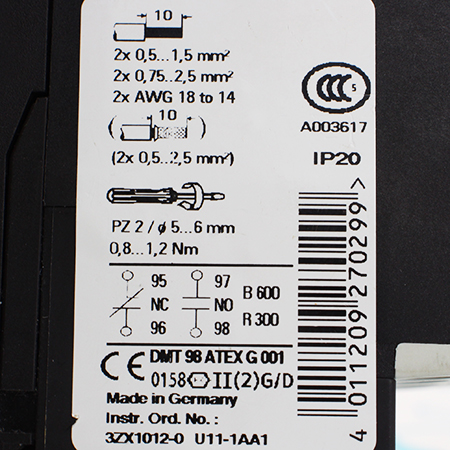 10
2x 0,5...1,5 mm²
2x 0,75...2,5 mm²
2x AWG 18 to 14
10
(2x 0,5...2,5 mm²)
PZ 2 / ø 5...6 mm
0,8...1,2 Nm
95 97
NC NO B 600
96 98 R 300
CE DMT 98 ATEX G 001
0158 Ex II (2) G/D
Made in Germany
Instr. Ord. No. :
3ZX1012-0 U11-1AA1
CCC S
A003617
IP20
4 011209 270299 >